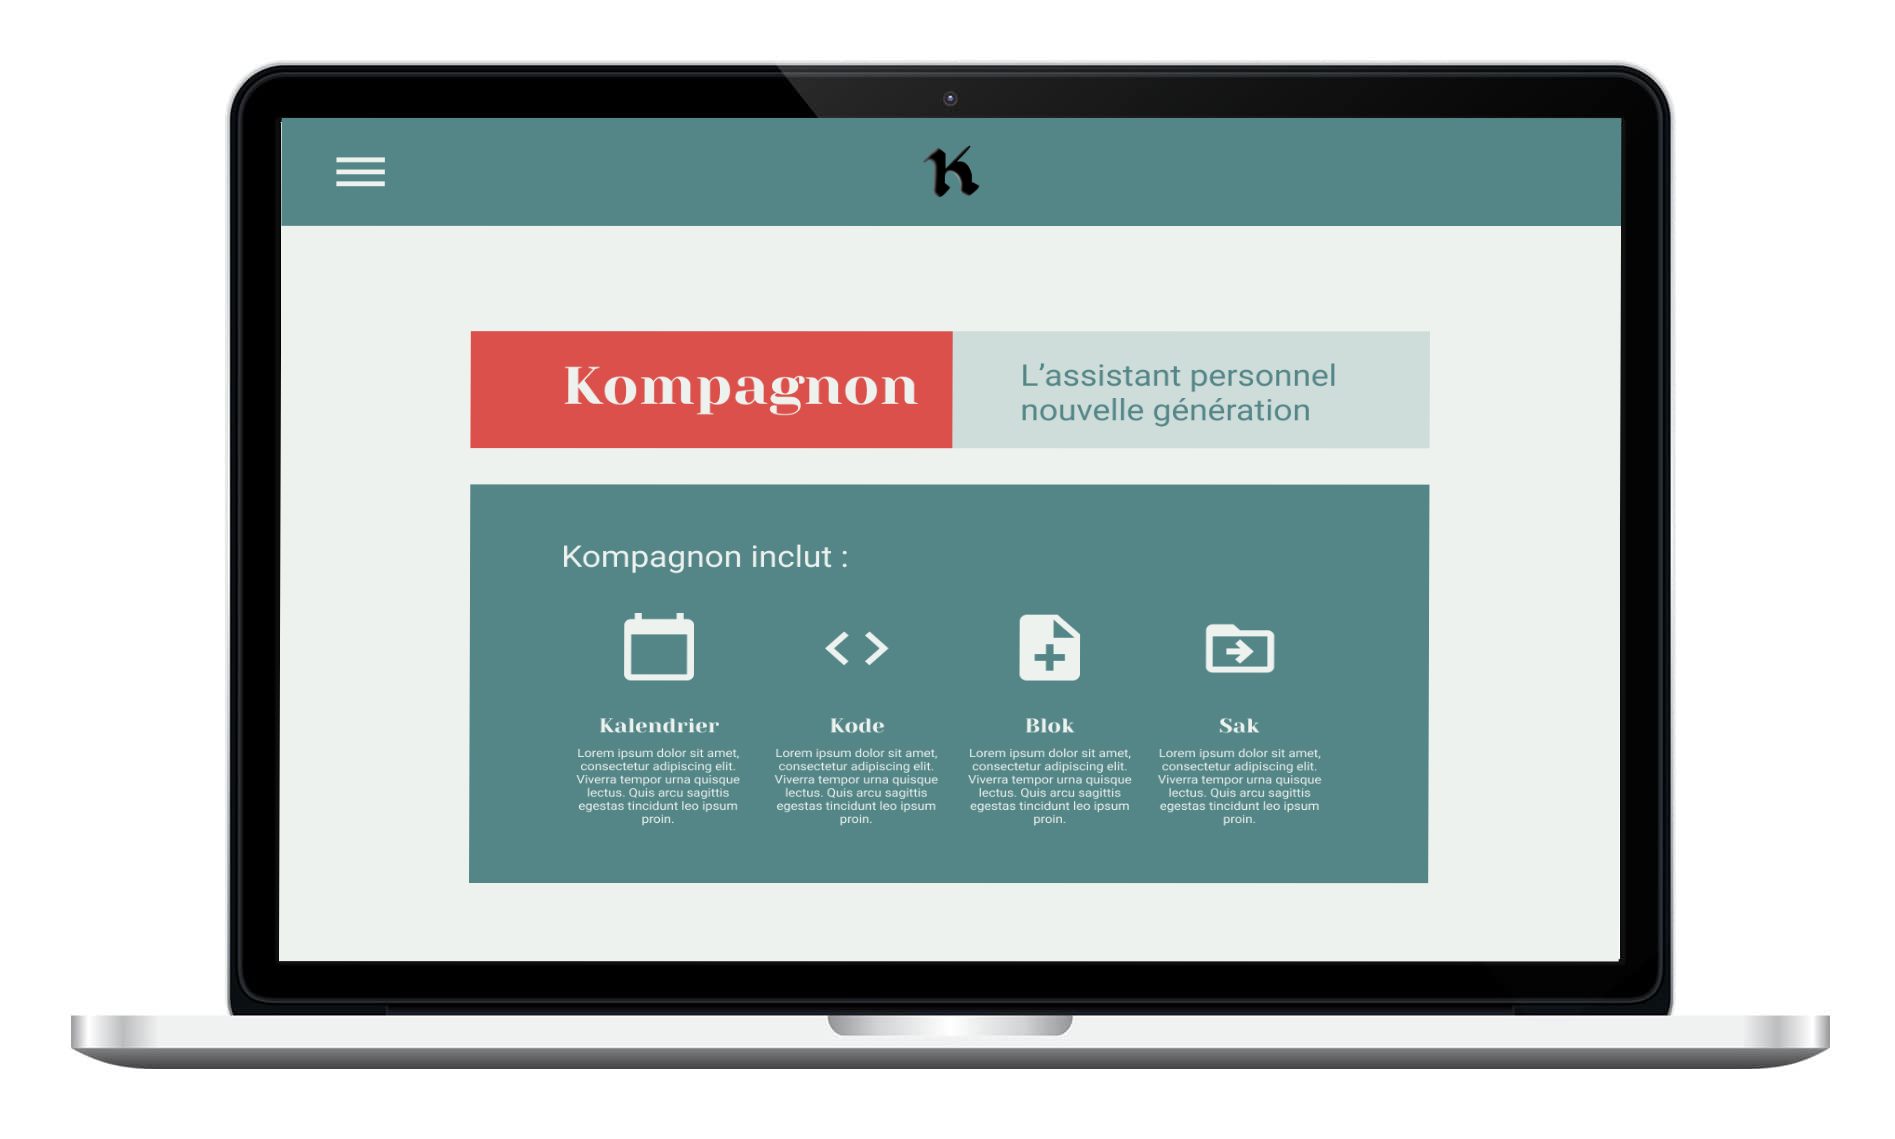 K
Kompagnon
L’assistant personnel
nouvelle génération
Kompagnon inclut :
Kalendrier
Lorem ipsum dolor sit amet,
consectetur adipiscing elit.
Viverra tempor urna quisque
lectus. Quis arcu sagittis
egestas tincidunt leo ipsum
proin.
Kode
Lorem ipsum dolor sit amet,
consectetur adipiscing elit.
Viverra tempor urna quisque
lectus. Quis arcu sagittis
egestas tincidunt leo ipsum
proin.
Blok
Lorem ipsum dolor sit amet,
consectetur adipiscing elit.
Viverra tempor urna quisque
lectus. Quis arcu sagittis
egestas tincidunt leo ipsum
proin.
Sak
Lorem ipsum dolor sit amet,
consectetur adipiscing elit.
Viverra tempor urna quisque
lectus. Quis arcu sagittis
egestas tincidunt leo ipsum
proin.